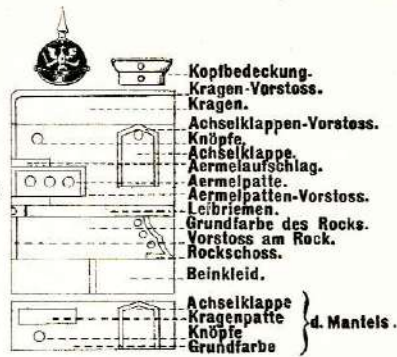 Kopfbedeckung.
Kragen-Vorstoss.
Kragen.
Achselklappen-Vorstoss.
Knöpfe.
Achselklappe.
Aermelaufschlag.
Aermelpatte.
Aermelpatten-Vorstoss.
Leibriemen.
Grundfarbe des Rocks.
Vorstoss am Rock.
Rockschoss.
Beinkleid.
Achselklappe
Kragenpatte
Knöpfe
Grundfarbe
d. Mantels.